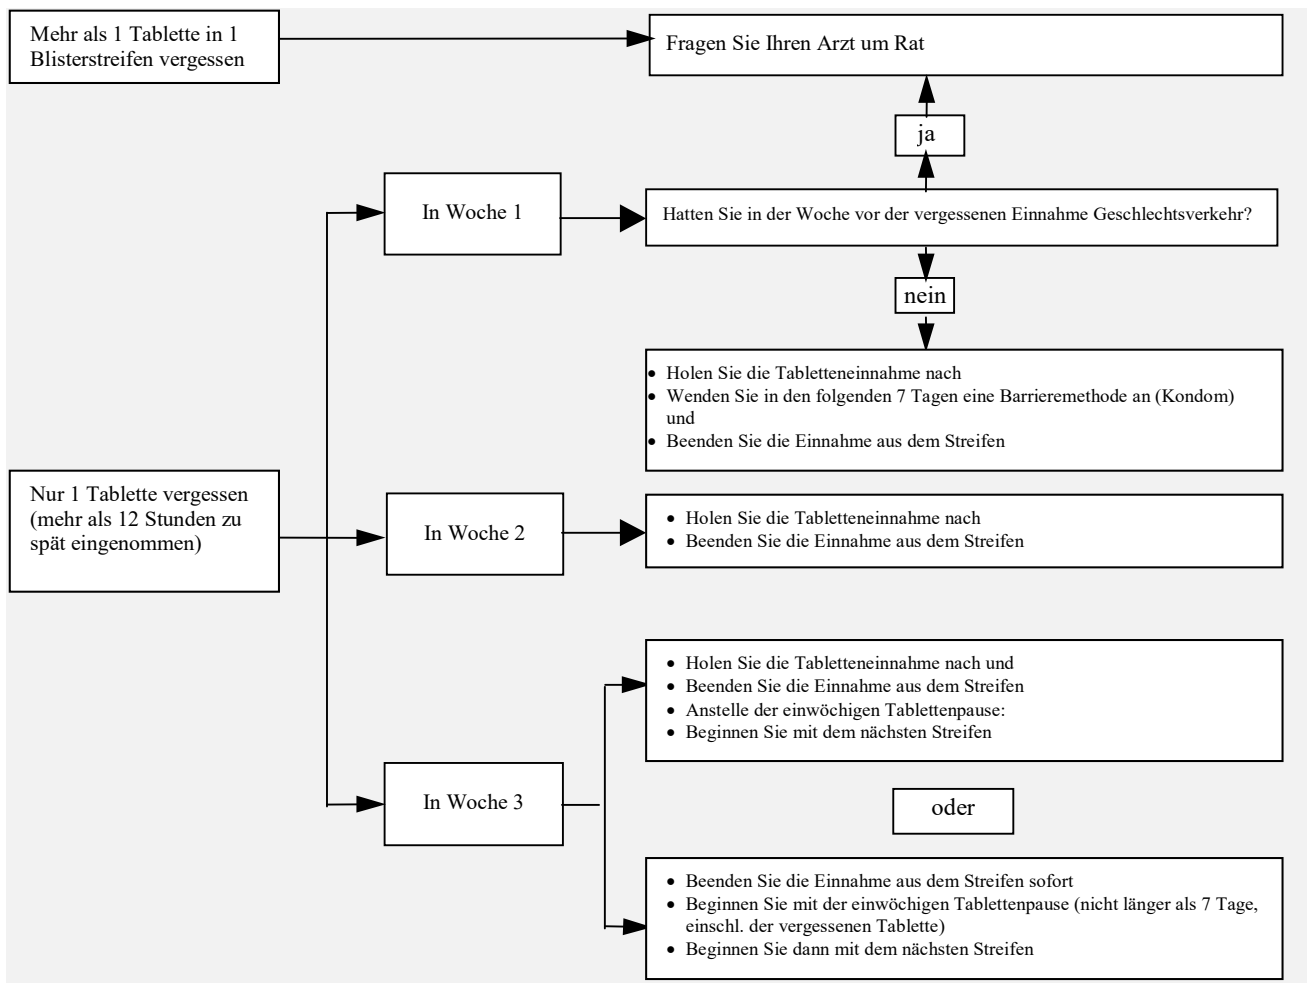 Mehr als 1 Tablette in 1
Blisterstreifen vergessen
Fragen Sie Ihren Arzt um Rat
ja
In Woche 1
Hatten Sie in der Woche vor der vergessenen Einnahme Geschlechtsverkehr?
nein
• Holen Sie die Tabletteneinnahme nach
• Wenden Sie in den folgenden 7 Tagen eine Barrieremethode an (Kondom)
und
• Beenden Sie die Einnahme aus dem Streifen
Nur 1 Tablette vergessen
(mehr als 12 Stunden zu
spät eingenommen)
In Woche 2
• Holen Sie die Tabletteneinnahme nach
• Beenden Sie die Einnahme aus dem Streifen
In Woche 3
• Holen Sie die Tabletteneinnahme nach und
• Beenden Sie die Einnahme aus dem Streifen
• Anstelle der einwöchigen Tablettenpause:
• Beginnen Sie mit dem nächsten Streifen
oder
• Beenden Sie die Einnahme aus dem Streifen sofort
• Beginnen Sie mit der einwöchigen Tablettenpause (nicht länger als 7 Tage,
einschl. der vergessenen Tablette)
• Beginnen Sie dann mit dem nächsten Streifen